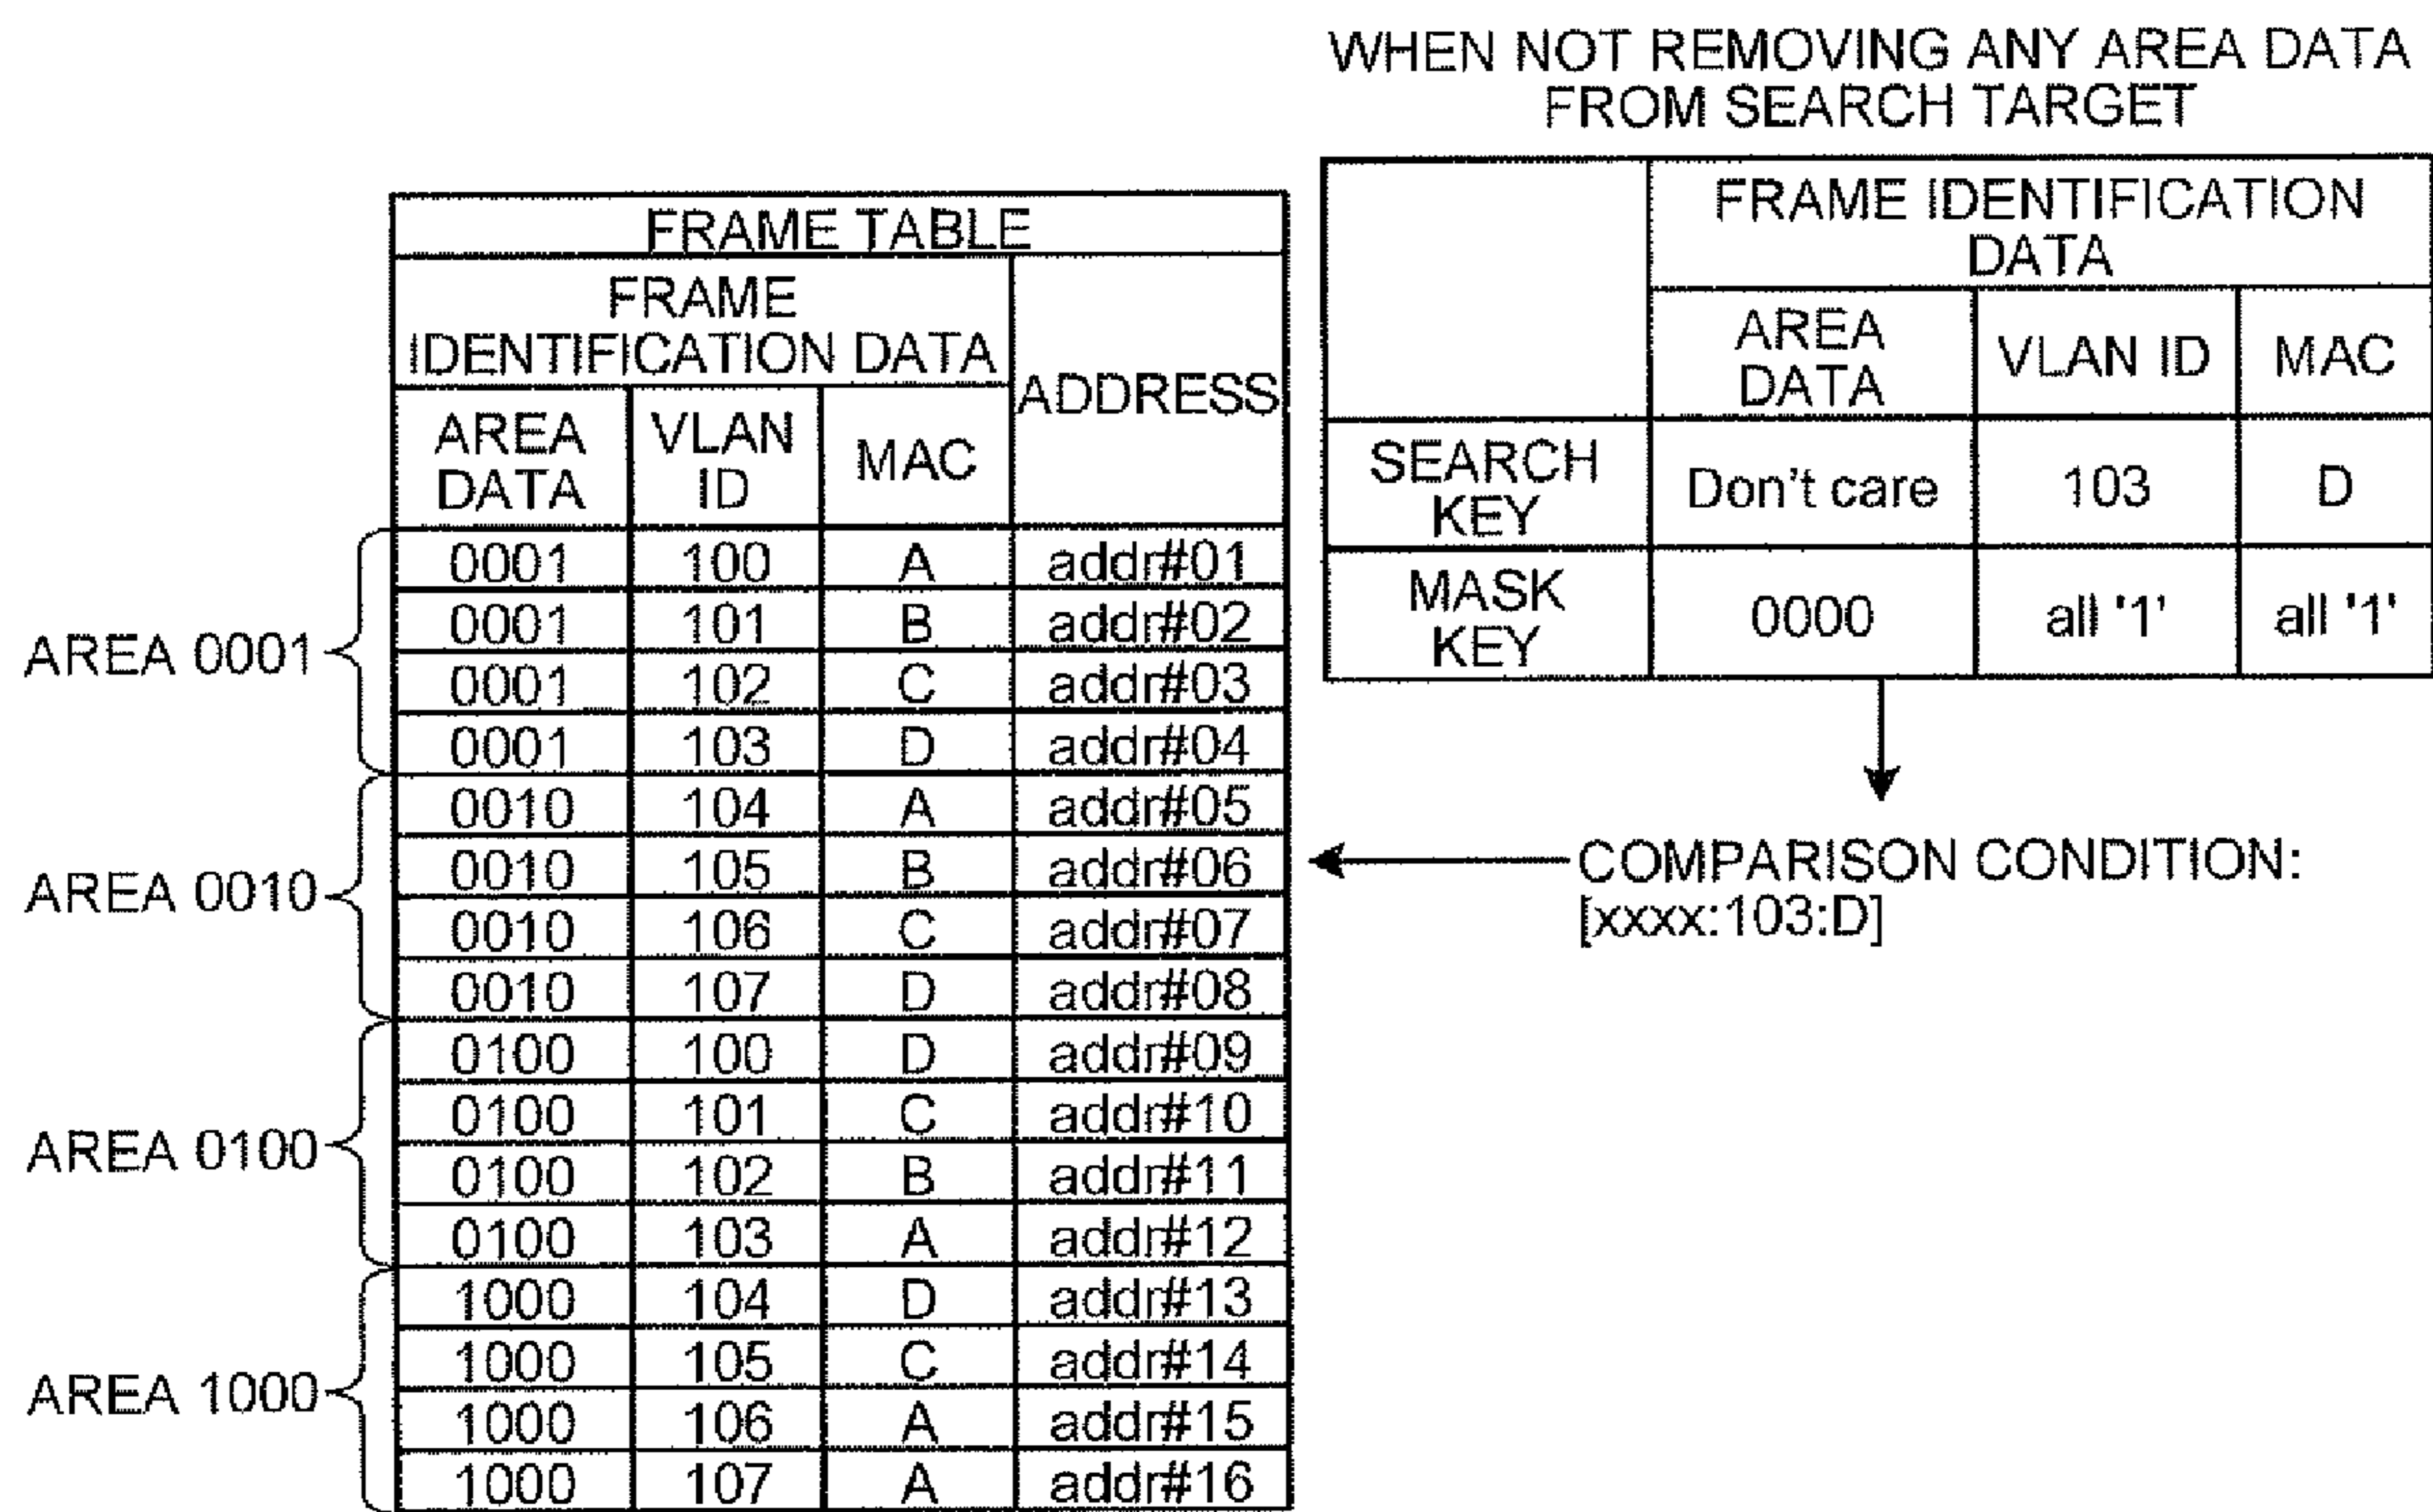 WHEN NOT REMOVING ANY AREA DATA
FROM SEARCH TARGET
FRAME TABLE
FRAME
IDENTIFICATION DATA
ADDRESS
AREA
DATA
VLAN
ID
MAC
0001 100 A addr#01
0001 101 B addr#02
0001 102 C addr#03
0001 103 D addr#04
0010 104 A addr#05
0010 105 B addr#06
0010 106 C addr#07
0010 107 D addr#08
0100 100 D addr#09
0100 101 C addr#10
0100 102 B addr#11
0100 103 A addr#12
1000 104 D addr#13
1000 105 C addr#14
1000 106 A addr#15
1000 107 A addr#16
AREA 0001
AREA 0010
AREA 0100
AREA 1000
FRAME IDENTIFICATION
DATA
AREA
DATA
VLAN ID
MAC
SEARCH
KEY
Don't care
103
D
MASK
KEY
0000
all '1'
all '1'
COMPARISON CONDITION:
[xxxx:103:D]